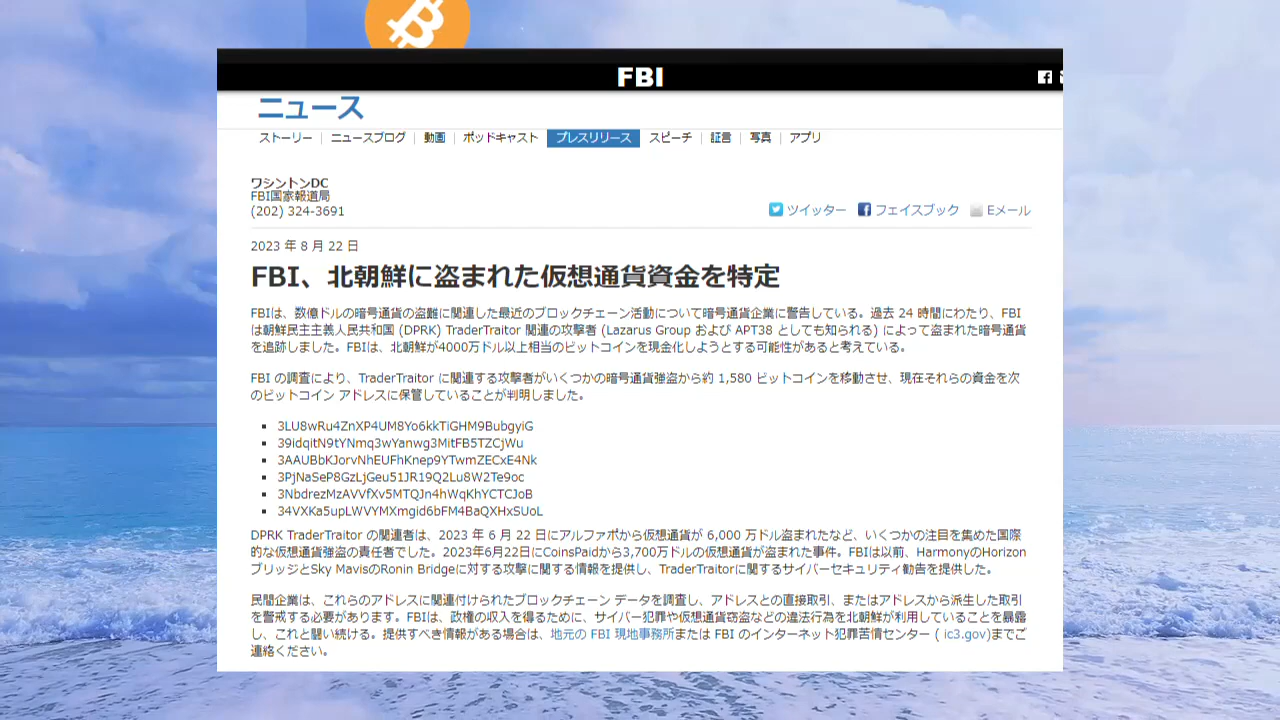 FBI
ニュース
ストーリー ニュースブログ 動画 ポッドキャスト プレスリリース スピーチ 証言 写真 アプリ
ワシントンDC
FBI国家報道局
(202) 324-3691
ツイッター フェイスブック Eメール
2023 年 8 月 22 日
FBI、北朝鮮に盗まれた仮想通貨資金を特定
FBIは、数億ドルの暗号通貨の盗難に関連した最近のブロックチェーン活動について暗号通貨企業に警告している。過去 24 時間にわたり、FBI
は朝鮮民主主義人民共和国 (DPRK) TraderTraitor 関連の攻撃者 (Lazarus Group および APT38 としても知られる) によって盗まれた暗号通貨
を追跡しました。FBIは、北朝鮮が4000万ドル以上相当のビットコインを現金化しようとする可能性があると考えている。
FBI の調査により、TraderTraitor に関連する攻撃者がいくつかの暗号通貨強盗から約 1,580 ビットコインを移動させ、現在それらの資金を次
のビットコイン アドレスに保管していることが判明しました。
3LU8wRu4ZnXP4UM8Yo6kkTiGHM9BubgyiG
39idqitN9tYNmq3wYanwg3MitFB5TZCjWu
3AAUBbKJorvNhEUFhKnep9YTwmZECxE4Nk
3PjNaSeP8GzLjGeu51JR19Q2Lu8W2Te9oc
3NbdrezMzAVVfXv5MTQJn4hWqKhYCTCJoB
34VXKa5upLWVYMXmgid6bFM4BaQXHxSUoL
DPRK TraderTraitor の関連者は、2023 年 6 月 22 日にアルファポから仮想通貨が 6,000 万ドル盗まれたなど、いくつかの注目を集めた国際
的な仮想通貨強盗の責任者でした。2023年6月22日にCoinsPaidから3,700万ドルの仮想通貨が盗まれた事件。FBIは以前、HarmonyのHorizon
ブリッジとSky MavisのRonin Bridgeに対する攻撃に関する情報を提供し、TraderTraitorに関するサイバーセキュリティ勧告を提供した。
民間企業は、これらのアドレスに関連付けられたブロックチェーン データを調査し、アドレスとの直接取引、またはアドレスから派生した取引
を警戒する必要があります。FBIは、政権の収入を得るために、サイバー犯罪や仮想通貨窃盗などの違法行為を北朝鮮が利用していることを暴露
し、これと闘い続ける。提供すべき情報がある場合は、地元の FBI 現地事務所または FBI のインターネット犯罪苦情センター ( ic3.gov)までご
連絡ください。